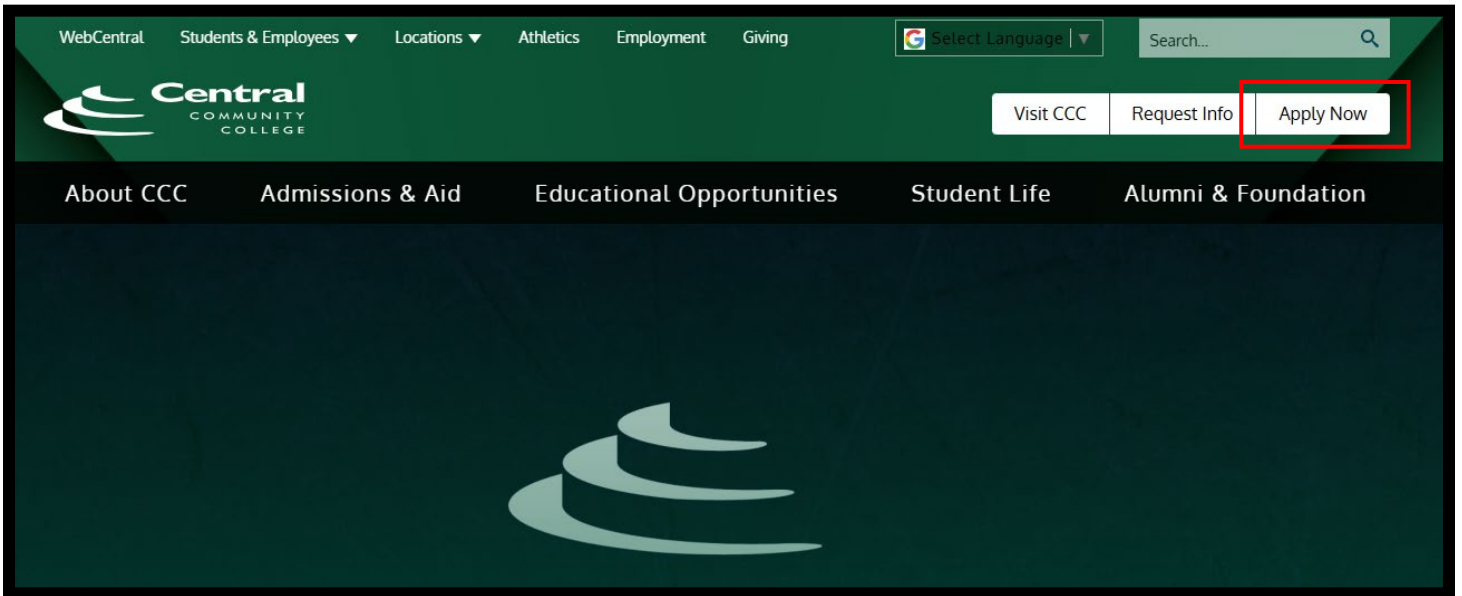 WebCentral Students & Employees ▼ Locations ▼ Athletics Employment Giving Select Language ▼ Search...
Central
COMMUNITY
COLLEGE
Visit CCC Request Info Apply Now
About CCC Admissions & Aid Educational Opportunities Student Life Alumni & Foundation